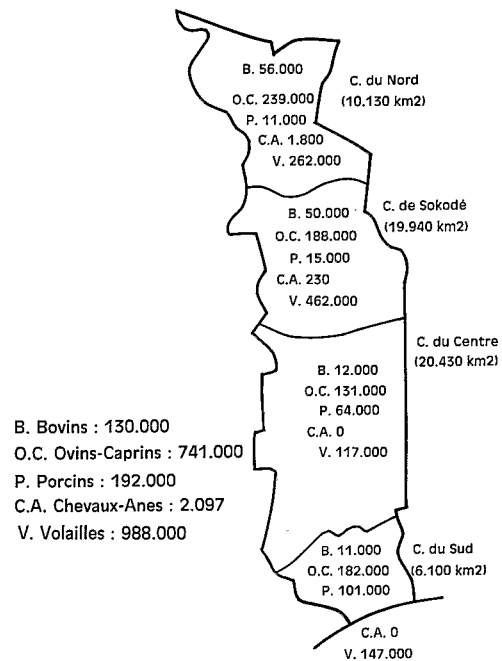 B. 56.000
O.C. 239.000
P. 11.000
C.A. 1.800
V. 262.000
C. du Nord
(10.130 km2)
B. 50.000
O.C. 188.000
P. 15.000
C.A. 230
V. 462.000
C. de Sokodé
(19.940 km2)
B. 12.000
O.C. 131.000
P. 64.000
C.A. 0
V. 117.000
C. du Centre
(20.430 km2)
B. Bovins : 130.000
O.C. Ovins-Caprins : 741.000
P. Porcins : 192.000
C.A. Chevaux-Anes : 2.097
V. Volailles : 988.000
B. 11.000
O.C. 182.000
P. 101.000
C. du Sud
(6.100 km2)
C.A. 0
V. 147.000